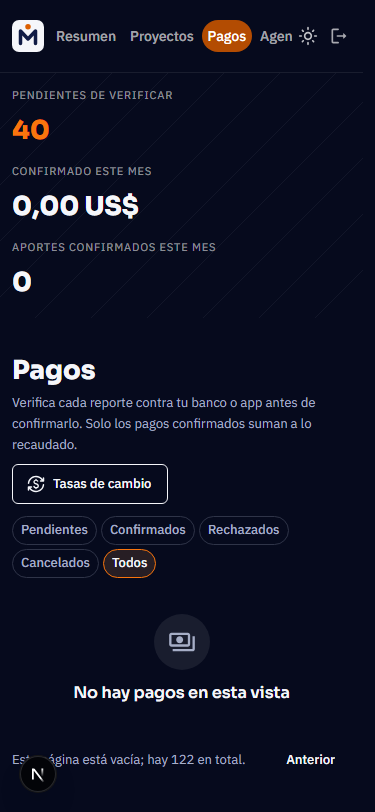 M
Resumen Proyectos Pagos Agen
PENDIENTES DE VERIFICAR
40
CONFIRMADO ESTE MES
0,00 US$
APORTES CONFIRMADOS ESTE MES
0
Pagos
Verifica cada reporte contra tu banco o app antes de
confirmarlo. Solo los pagos confirmados suman a lo
recaudado.
Tasas de cambio
Pendientes Confirmados Rechazados
Cancelados Todos
No hay pagos en esta vista
página está vacía; hay 122 en total. Anterior
N